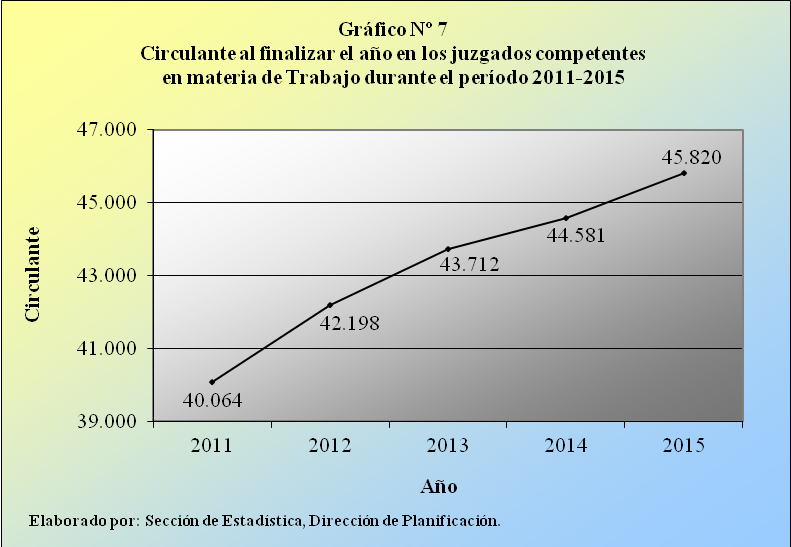 Gráfico Nº 7
Circulante al finalizar el año en los juzgados competentes
en materia de Trabajo durante el período 2011-2015
47.000
45.000
43.000
41.000
39.000
Circulante
40.064
42.198
43.712
44.581
45.820
2011 2012 2013 2014 2015
Año
Elaborado por: Sección de Estadística, Dirección de Planificación.